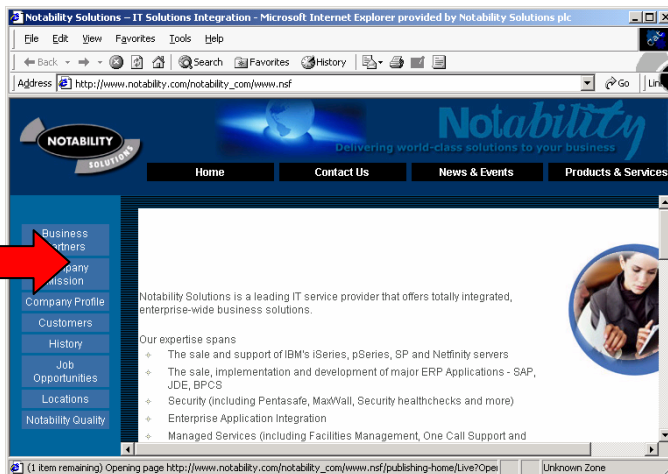 Notability Solutions – IT Solutions Integration - Microsoft Internet Explorer provided by Notability Solutions plc
File Edit View Favorites Tools Help
Back Search Favorites History
Address http://www.notability.com/notability_com/www.nsf Go
NOTABILITY
SOLUTIONS
Notability
Delivering world-class solutions to your business
Home Contact Us News & Events Products & Services
Business
Company Profile
Customers
History
Job
Opportunities
Locations
Notability Quality
Notability Solutions is a leading IT service provider that offers totally integrated,
enterprise-wide business solutions.
Our expertise spans
The sale and support of IBM's iSeries, pSeries, SP and Netfinity servers
The sale, implementation and development of major ERP Applications - SAP,
JDE, BPCS
Security (including Pentasafe, MaxWall, Security healthchecks and more)
Enterprise Application
Integration
Managed Services (including Facilities Management, One Call Support and
(1 item remaining) Opening page http://www.notability.com/notability_com/www.nsf/publishing-home/Live?Ope Unknown Zone